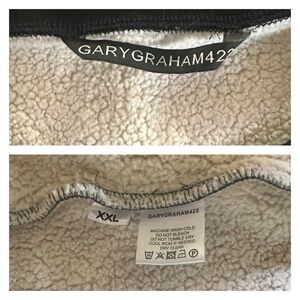 GARYGRAHAM422
XXL
GARYGRAHAM422
MACHINE WASH COLD
DO NOT BLEACH
DO NOT TUMBLE DRY
COOL IRON IF NEEDED
DRY CLEAN